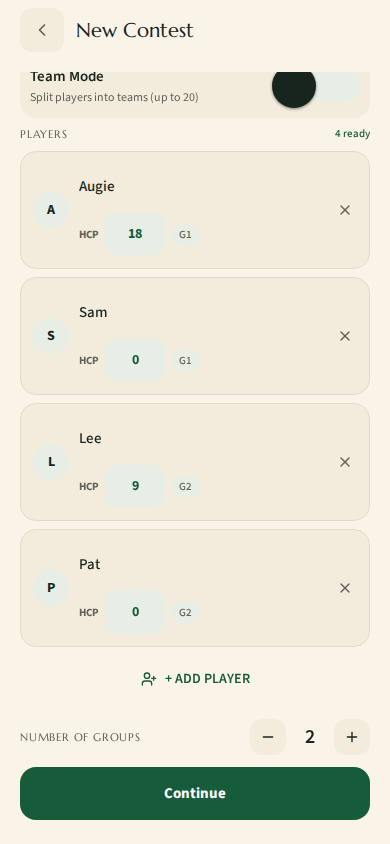 New Contest
Team Mode
Split players into teams (up to 20)
PLAYERS
4 ready
A
Augie
HCP 18 G1
S
Sam
HCP 0 G1
L
Lee
HCP 9 G2
P
Pat
HCP 0 G2
+ ADD PLAYER
NUMBER OF GROUPS
2
Continue